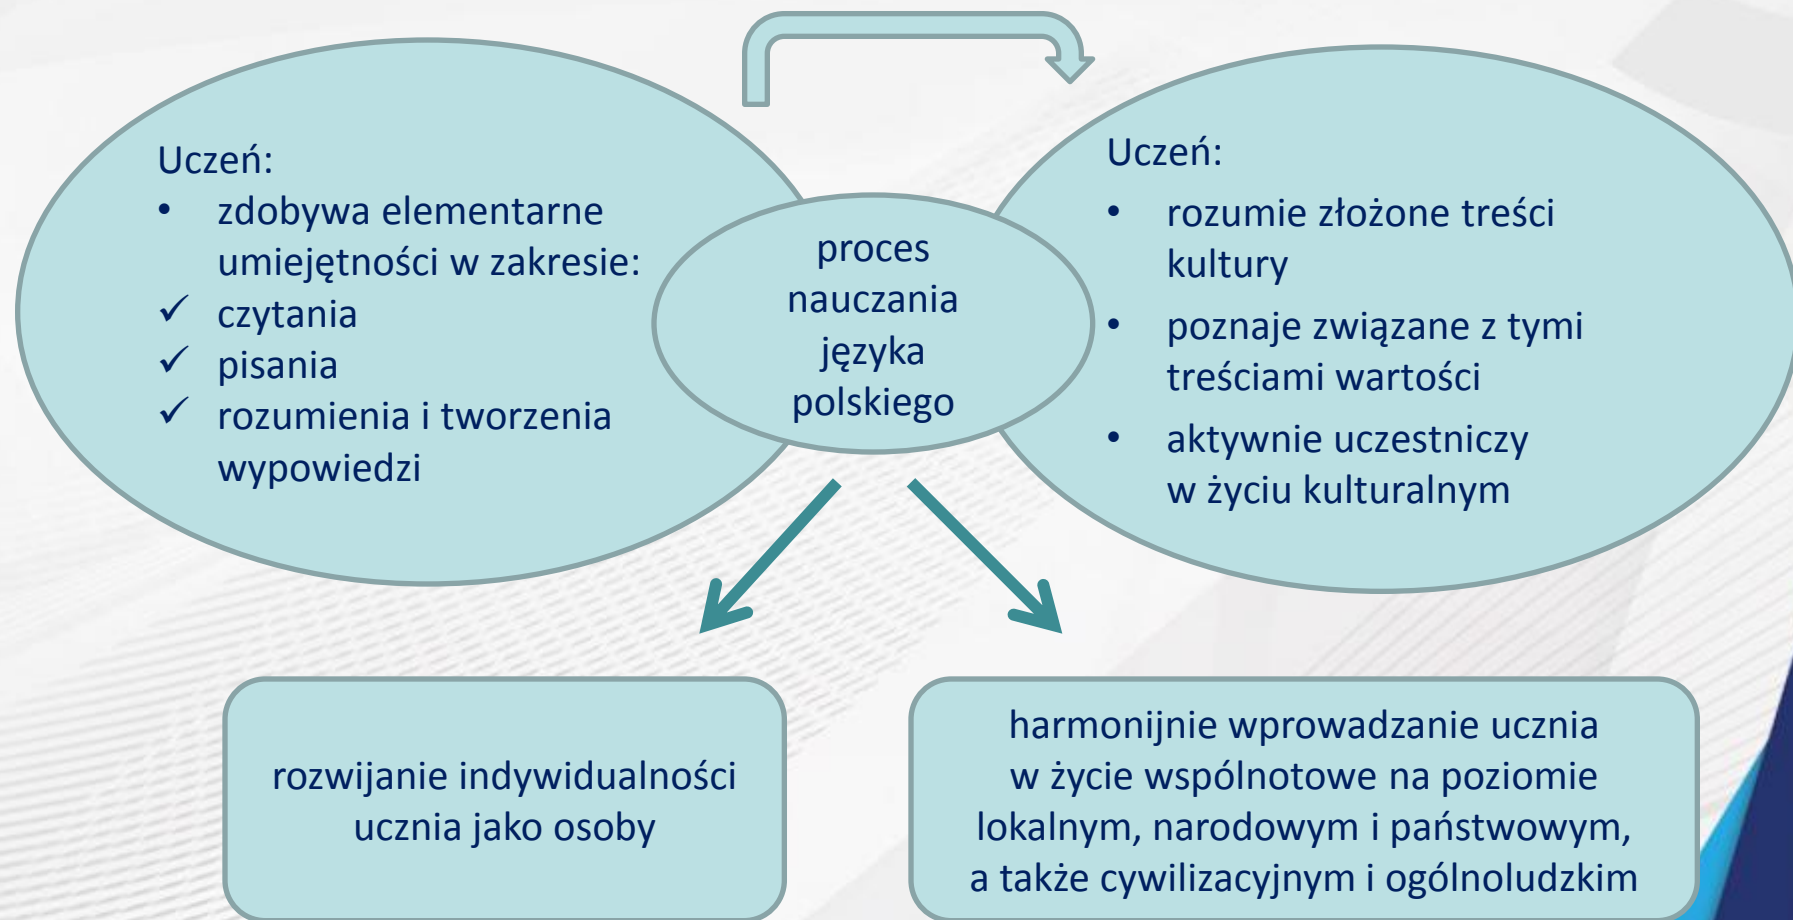 Uczeń:
• zdobywa elementarne
umiejętności w zakresie:
✓ czytania
✓ pisania
✓ rozumienia i tworzenia
wypowiedzi
proces
nauczania
języka
polskiego
Uczeń:
• rozumie złożone treści
kultury
• poznaje związane z tymi
treściami wartości
• aktywnie uczestniczy
w życiu kulturalnym
rozwijanie indywidualności
ucznia jako osoby
harmonijnie wprowadzanie ucznia
w życie wspólnotowe na poziomie
lokalnym, narodowym i państwowym,
a także cywilizacyjnym i ogólnoludzkim